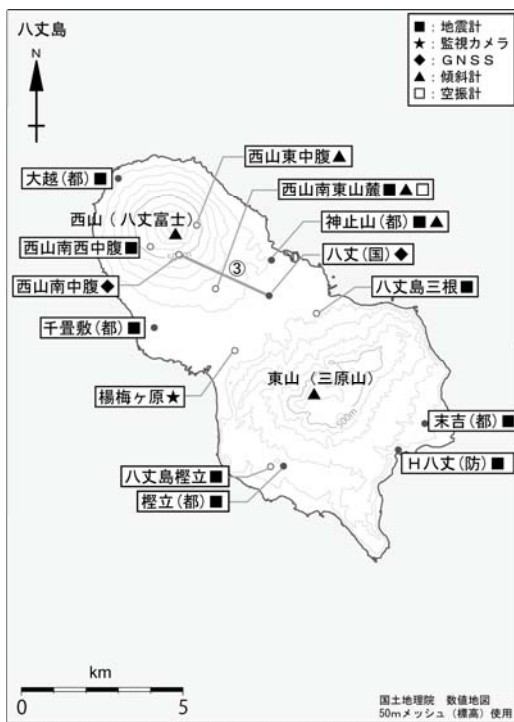 八丈島
■：地震計
★：監視カメラ
◆：ＧＮＳＳ
▲：傾斜計
□：空振計
N
西山東中腹▲
大越(都)■
西山南東山麓■▲□
西山（八丈富士）
神止山(都)■▲
西山南西中腹■
八丈(国)◆
③
西山南中腹◆
八丈島三根■
千畳敷(都)■
東山（三原山）
楊梅ヶ原★
500m
末吉(都)■
Ｈ八丈(防)■
八丈島樫立■
樫立(都)■
km
0 5
国土地理院　数値地図
50mメッシュ（標高）使用